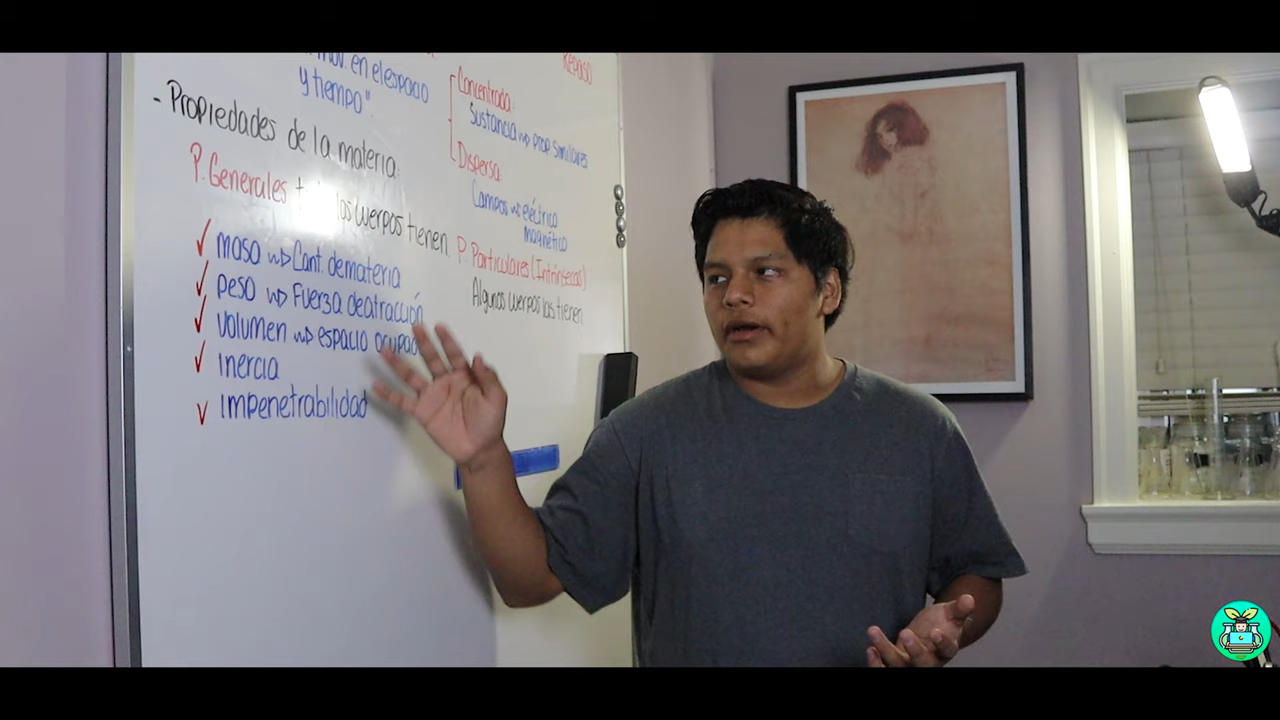 en el espacio
y tiempo"
- Propiedades de la materia:
P. Generales los cuerpos tienen.
masa ⇝ Cant. de materia
peso ⇝ Fuerza de atracción
volumen ⇝ espacio ocupad
inercia
impenetrabilidad
Repaso
Concentrada:
Sustancia ⇝ prop. similares
Dispersa:
Campos ⇝ eléctrico
magnético
P. Particulares (Intrínsecas)
Algunos cuerpos las tienen